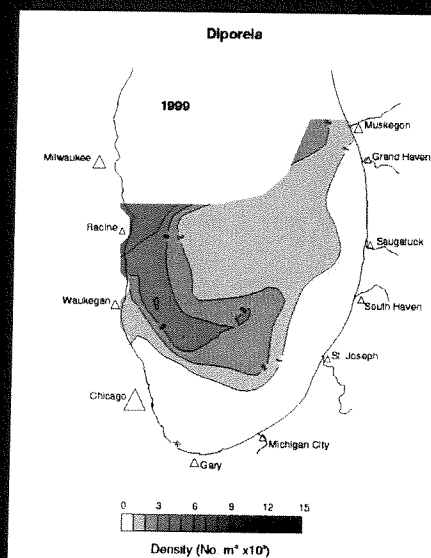 Diporeia
1999
Muskegon
Milwaukee
Grand Haven
Racine
Saugatuck
Waukegan
South Haven
St. Joseph
Chicago
Michigan City
Gary
0 3 6 9 12 15
Density (No. m² x10³)